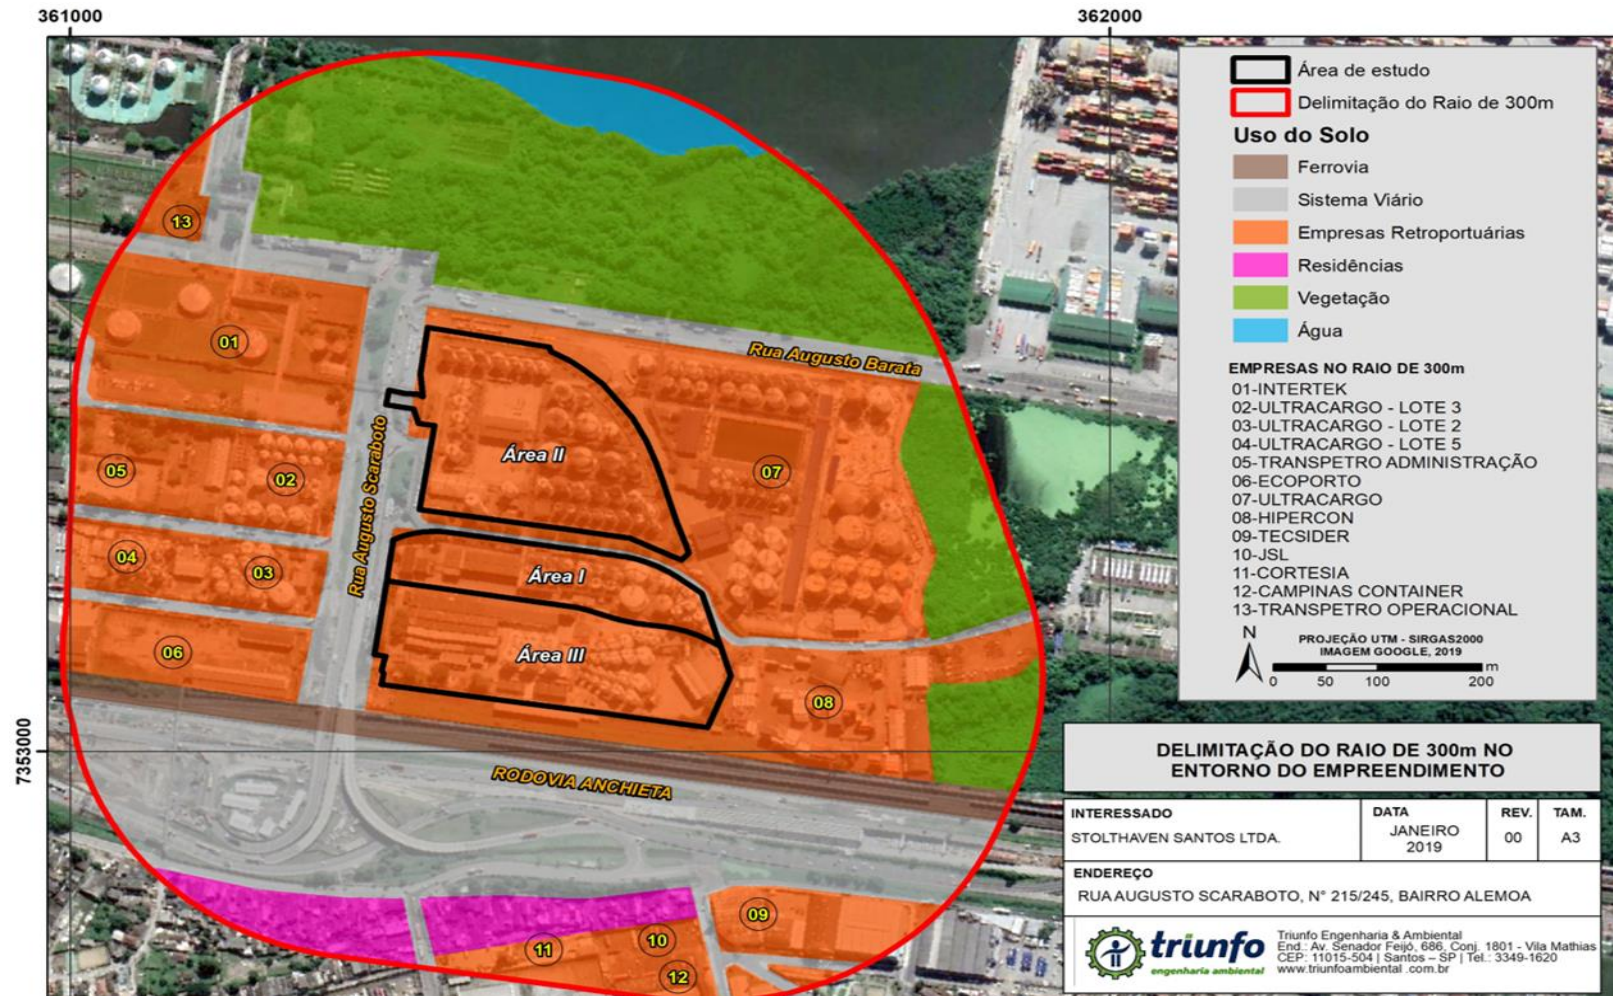 361000
362000
7353000
13
01
05
02
04
03
06
07
08
09
10
11
12
Área II
Área I
Área III
Rua Augusto Barata
Rua Augusto Scaraboto
RODOVIA ANCHIETA
Área de estudo
Delimitação do Raio de 300m
Uso do Solo
Ferrovia
Sistema Viário
Empresas Retroportuárias
Residências
Vegetação
Água
EMPRESAS NO RAIO DE 300m
01-INTERTEK
02-ULTRACARGO - LOTE 3
03-ULTRACARGO - LOTE 2
04-ULTRACARGO - LOTE 5
05-TRANSPETRO ADMINISTRAÇÃO
06-ECOPORTO
07-ULTRACARGO
08-HIPERCON
09-TECSIDER
10-JSL
11-CORTESIA
12-CAMPINAS CONTAINER
13-TRANSPETRO OPERACIONAL
N
PROJEÇÃO UTM - SIRGAS2000
IMAGEM GOOGLE, 2019
m
0 50 100 200
DELIMITAÇÃO DO RAIO DE 300m NO
ENTORNO DO EMPREENDIMENTO
INTERESSADO
STOLTHAVEN SANTOS LTDA.
DATA
JANEIRO
2019
REV.
00
TAM.
A3
ENDEREÇO
RUA AUGUSTO SCARABOTO, N° 215/245, BAIRRO ALEMOA
triunfo
engenharia ambiental
Triunfo Engenharia & Ambiental
End.: Av. Senador Feijó, 686, Conj. 1801 - Vila Mathias
CEP: 11015-504 | Santos – SP | Tel.: 3349-1620
www.triunfoambiental .com.br